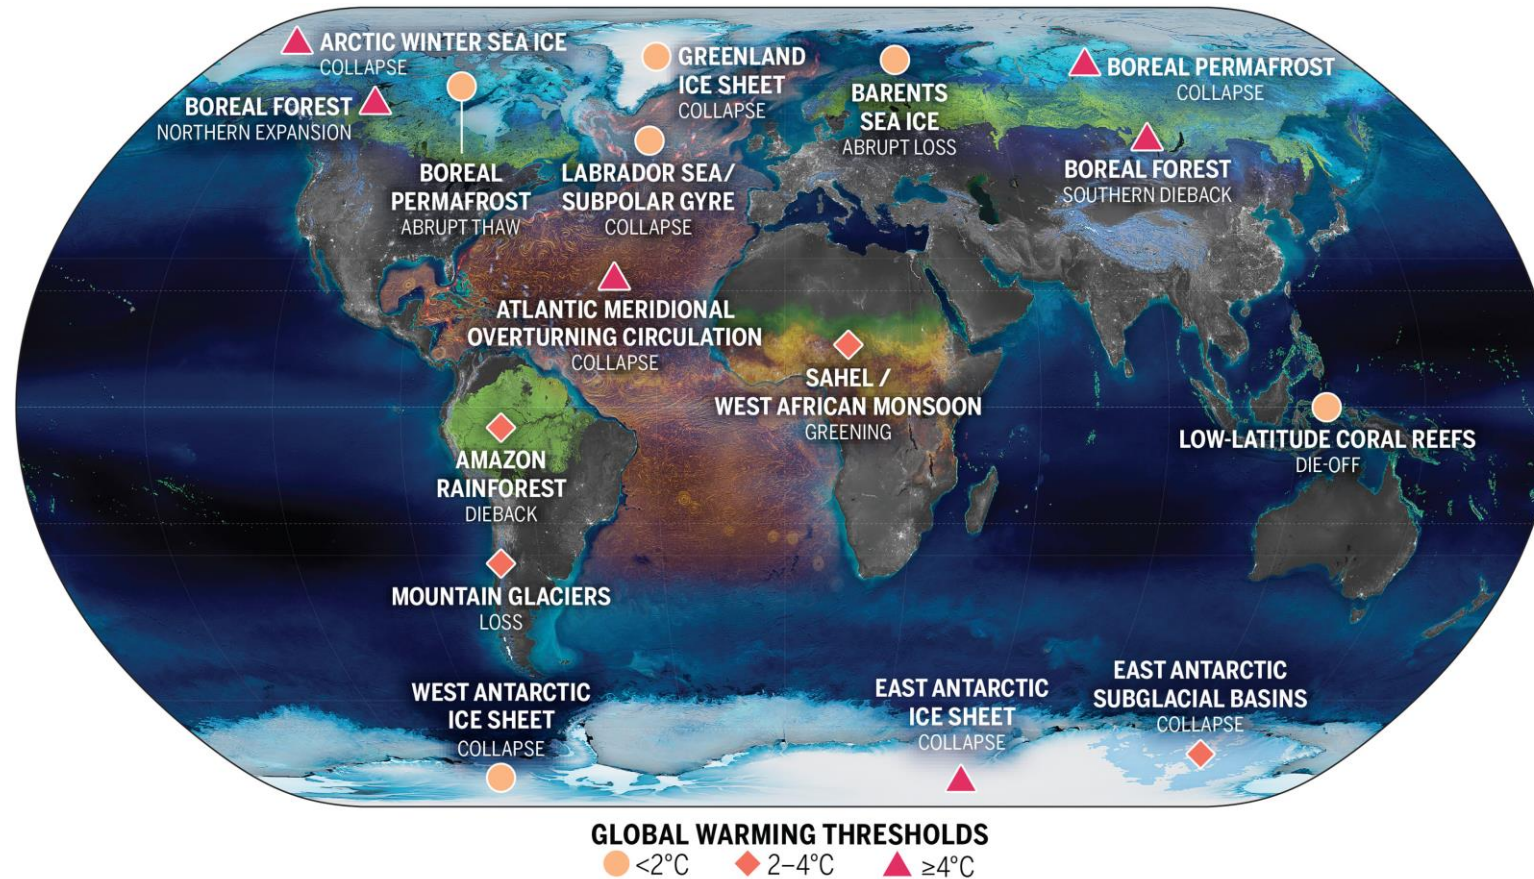 ARCTIC WINTER SEA ICE
COLLAPSE
GREENLAND
ICE SHEET
COLLAPSE
BARENTS
SEA ICE
ABRUPT LOSS
BOREAL PERMAFROST
COLLAPSE
BOREAL FOREST
NORTHERN EXPANSION
BOREAL
PERMAFROST
ABRUPT THAW
LABRADOR SEA/
SUBPOLAR GYRE
COLLAPSE
BOREAL FOREST
SOUTHERN DIEBACK
ATLANTIC MERIDIONAL
OVERTURNING CIRCULATION
COLLAPSE
SAHEL /
WEST AFRICAN MONSOON
GREENING
LOW-LATITUDE CORAL REEFS
DIE-OFF
AMAZON
RAINFOREST
DIEBACK
MOUNTAIN GLACIERS
LOSS
WEST ANTARCTIC
ICE SHEET
COLLAPSE
EAST ANTARCTIC
ICE SHEET
COLLAPSE
EAST ANTARCTIC
SUBGLACIAL BASINS
COLLAPSE
GLOBAL WARMING THRESHOLDS
<2°C 2–4°C ≥4°C